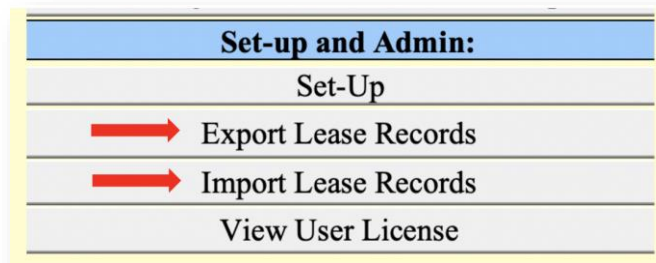 Set-up and Admin:
Set-Up
Export Lease Records
Import Lease Records
View User License